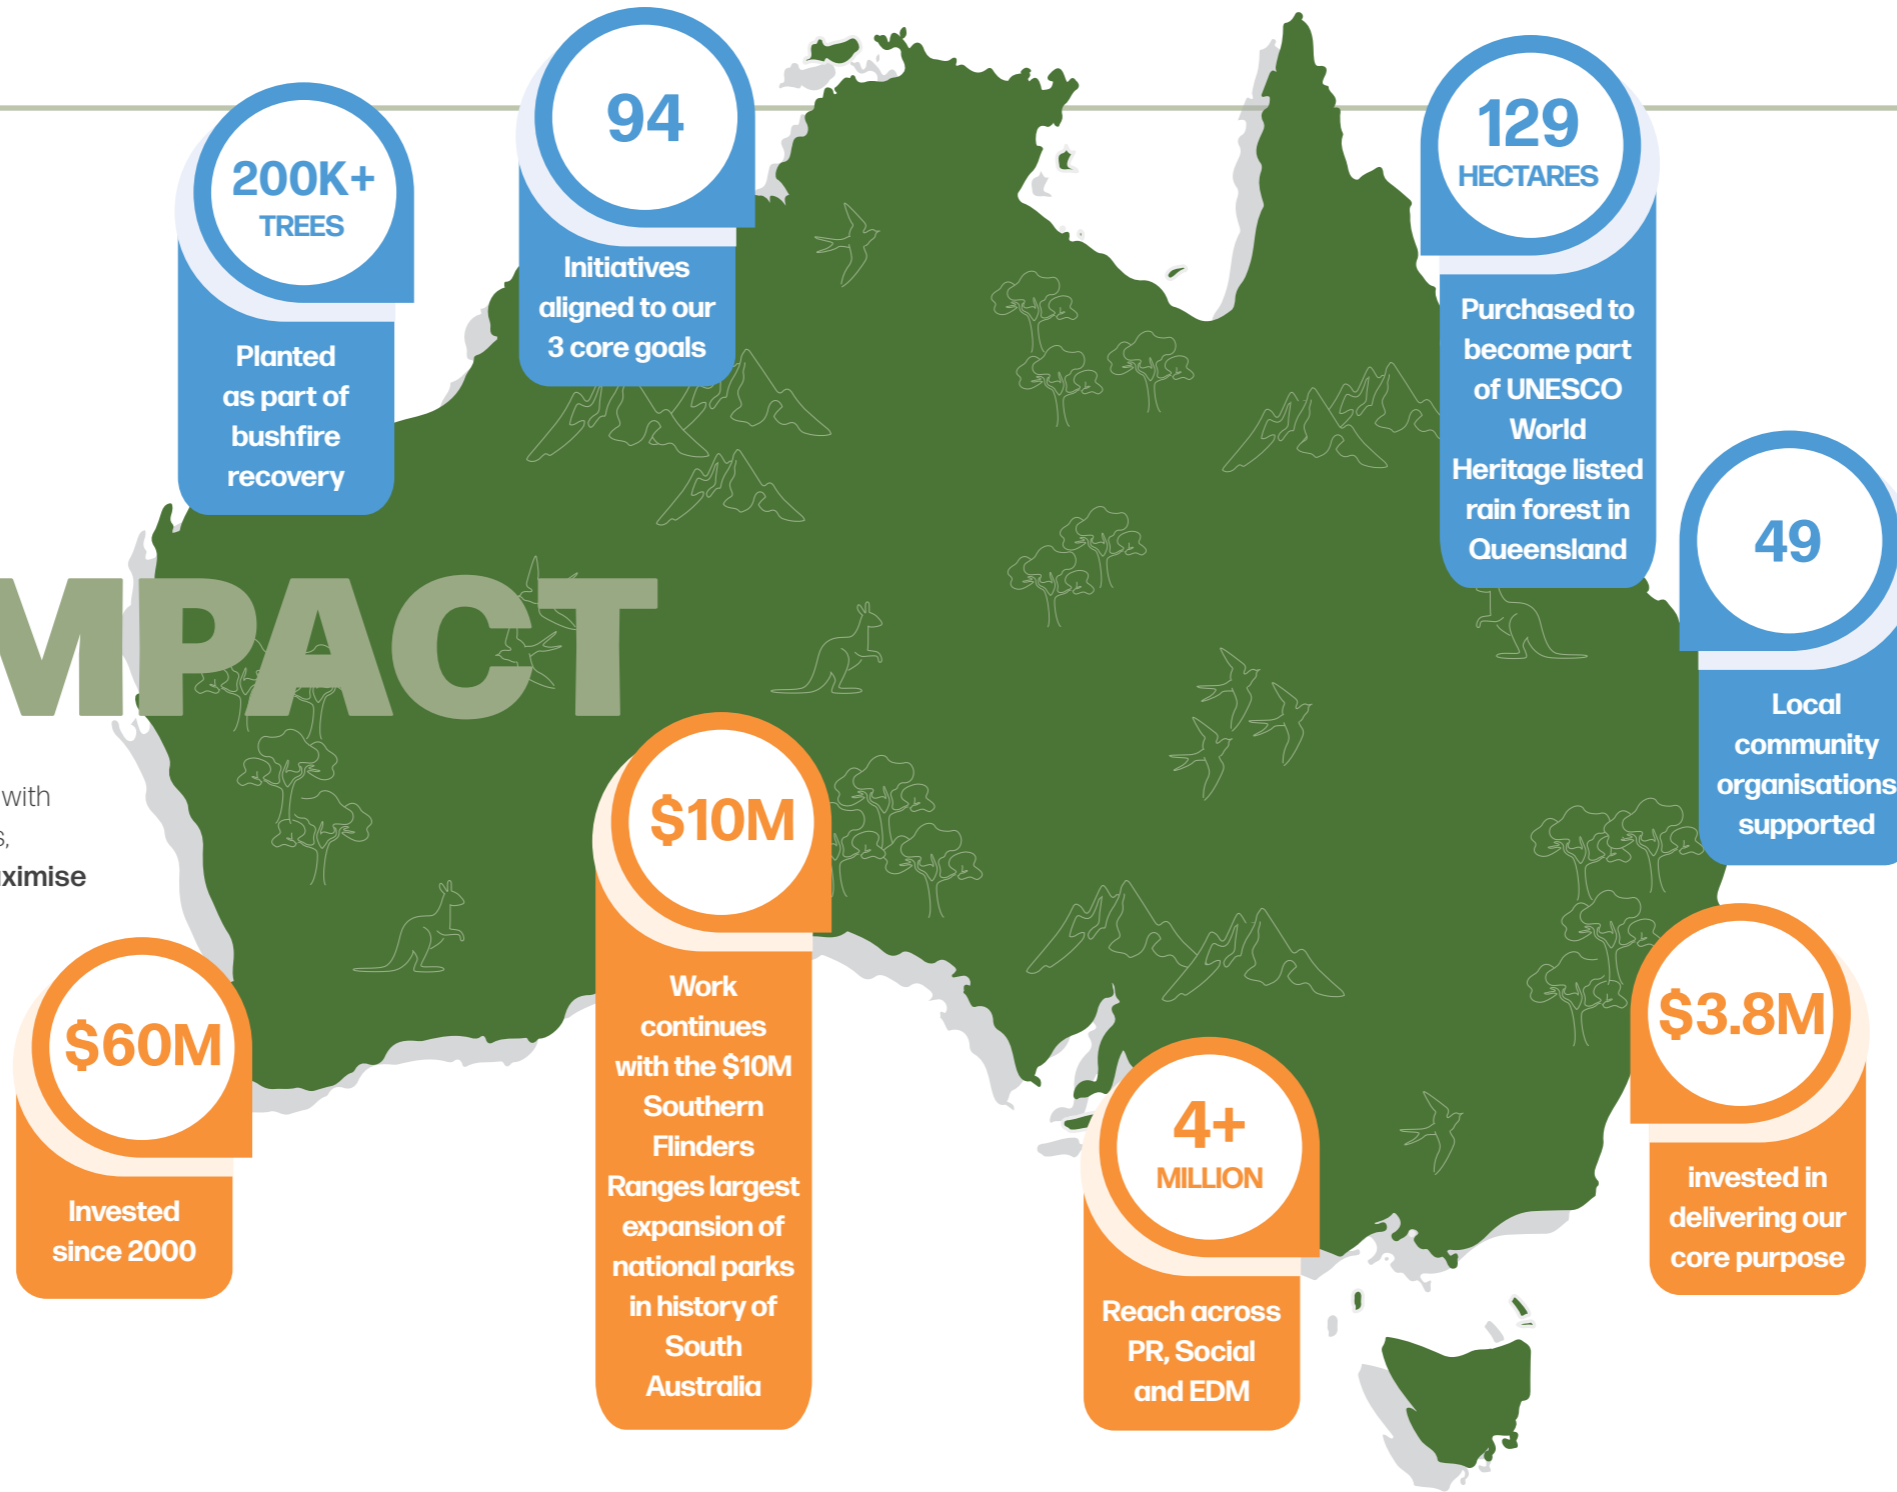 200K+
TREES
Planted
as part of
bushfire
recovery
94
Initiatives
aligned to our
3 core goals
129
HECTARES
Purchased to
become part
of UNESCO
World
Heritage listed
rain forest in
Queensland
49
Local
community
organisations
supported
MPACT
with
s,
ximise
$60M
Invested
since 2000
$10M
Work
continues
with the $10M
Southern
Flinders
Ranges largest
expansion of
national parks
in history of
South
Australia
4+
MILLION
Reach across
PR, Social
and EDM
$3.8M
invested in
delivering our
core purpose